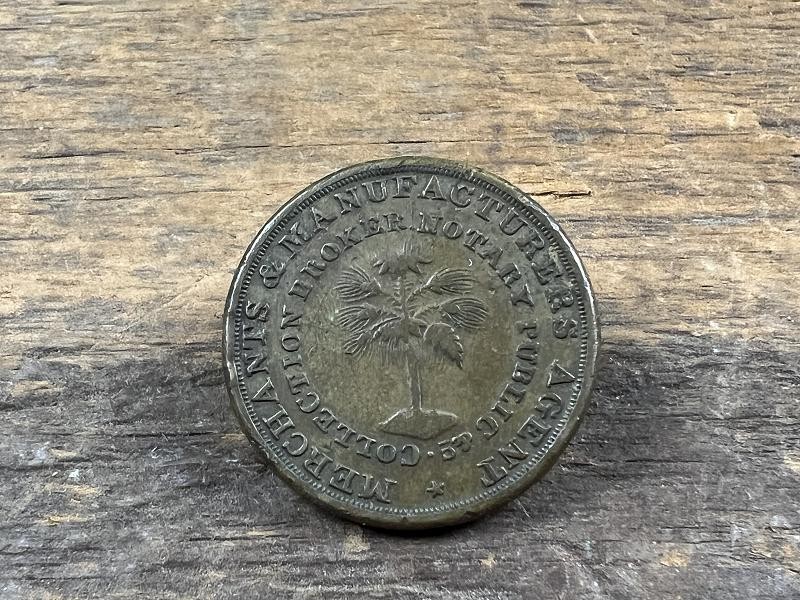 MERCHANTS & MANUFACTURERS AGENT
COLLECTION BROKER NOTARY PUBLIC &C.